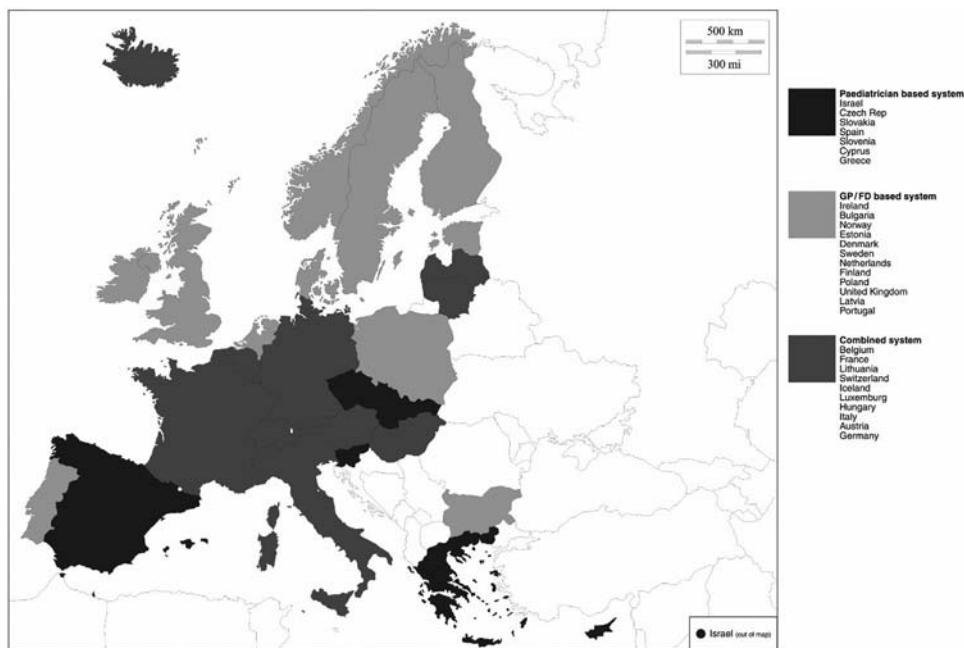 500 km
300 mi
Paediatrician based system
Israel
Czech Rep
Slovakia
Spain
Slovenia
Cyprus
Greece
GP/FD based system
Ireland
Bulgaria
Norway
Estonia
Denmark
Sweden
Netherlands
Finland
Poland
United Kingdom
Latvia
Portugal
Combined system
Belgium
France
Lithuania
Switzerland
Iceland
Luxemburg
Hungary
Italy
Austria
Germany
Israel (out of map)